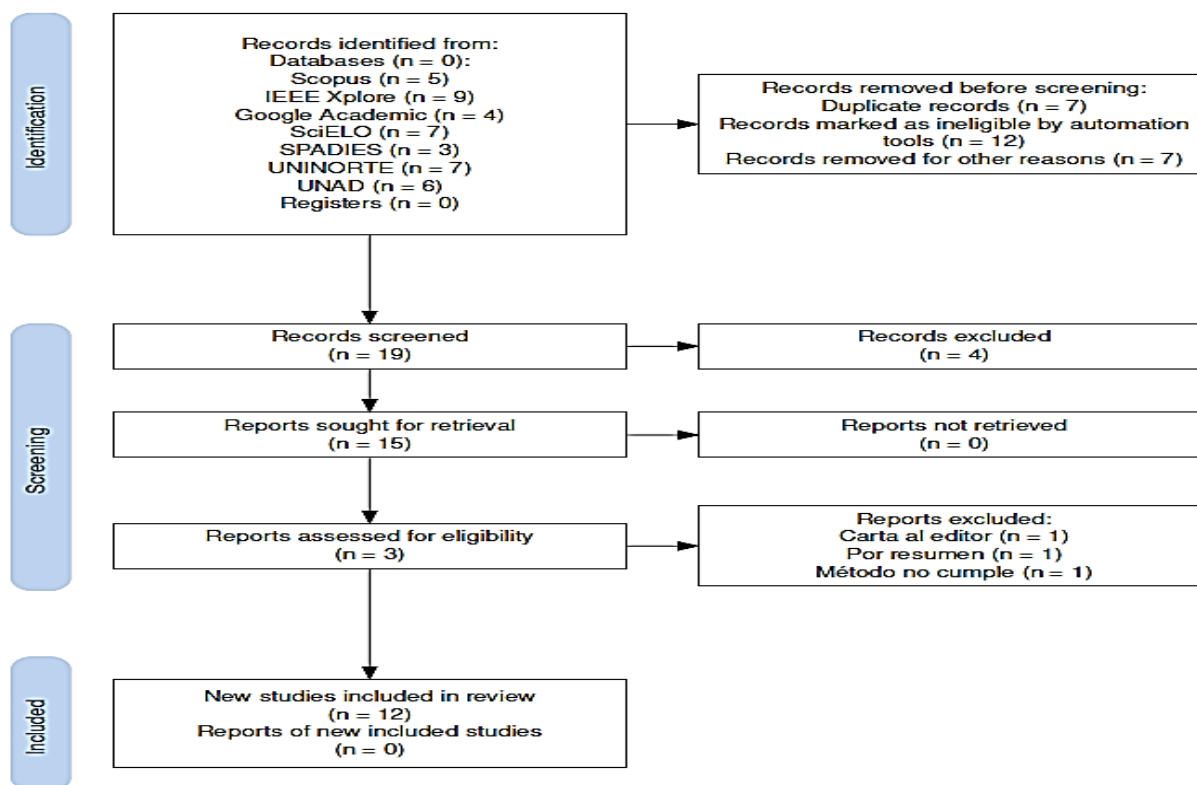 Identification
Records identified from:
Databases (n = 0):
Scopus (n = 5)
IEEE Xplore (n = 9)
Google Academic (n = 4)
SciELO (n = 7)
SPADIES (n = 3)
UNINORTE (n = 7)
UNAD (n = 6)
Registers (n = 0)
Records removed before screening:
Duplicate records (n = 7)
Records marked as ineligible by automation
tools (n = 12)
Records removed for other reasons (n = 7)
Screening
Records screened
(n = 19)
Records excluded
(n = 4)
Reports sought for retrieval
(n = 15)
Reports not retrieved
(n = 0)
Reports assessed for eligibility
(n = 3)
Reports excluded:
Carta al editor (n = 1)
Por resumen (n = 1)
Método no cumple (n = 1)
Included
New studies included in review
(n = 12)
Reports of new included studies
(n = 0)